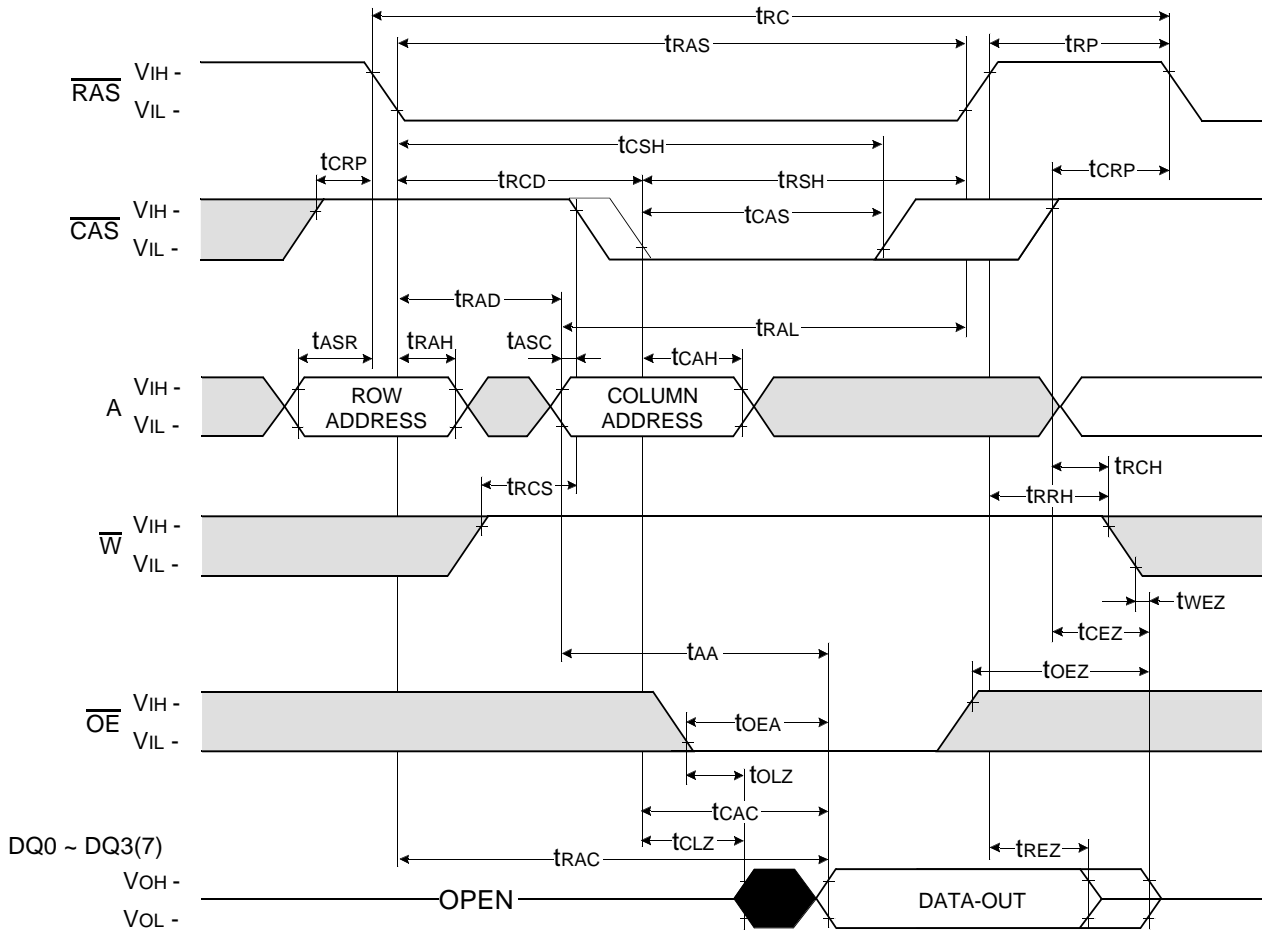 tRC
tRAS
tRP
RAS
VIH -
VIL -
tCSH
tCRP
tRCD
tRSH
tCRP
CAS
VIH -
VIL -
tCAS
tRAD
tRAL
tASR
tRAH
tASC
tCAH
A
VIH -
VIL -
ROW
ADDRESS
COLUMN
ADDRESS
tRCH
tRCS
tRRH
W
VIH -
VIL -
tWEZ
tCEZ
tAA
tOEZ
OE
VIH -
VIL -
tOEA
tOLZ
tCAC
DQ0 ~ DQ3(7)
tCLZ
tREZ
tRAC
VOH -
VOL -
OPEN
DATA-OUT